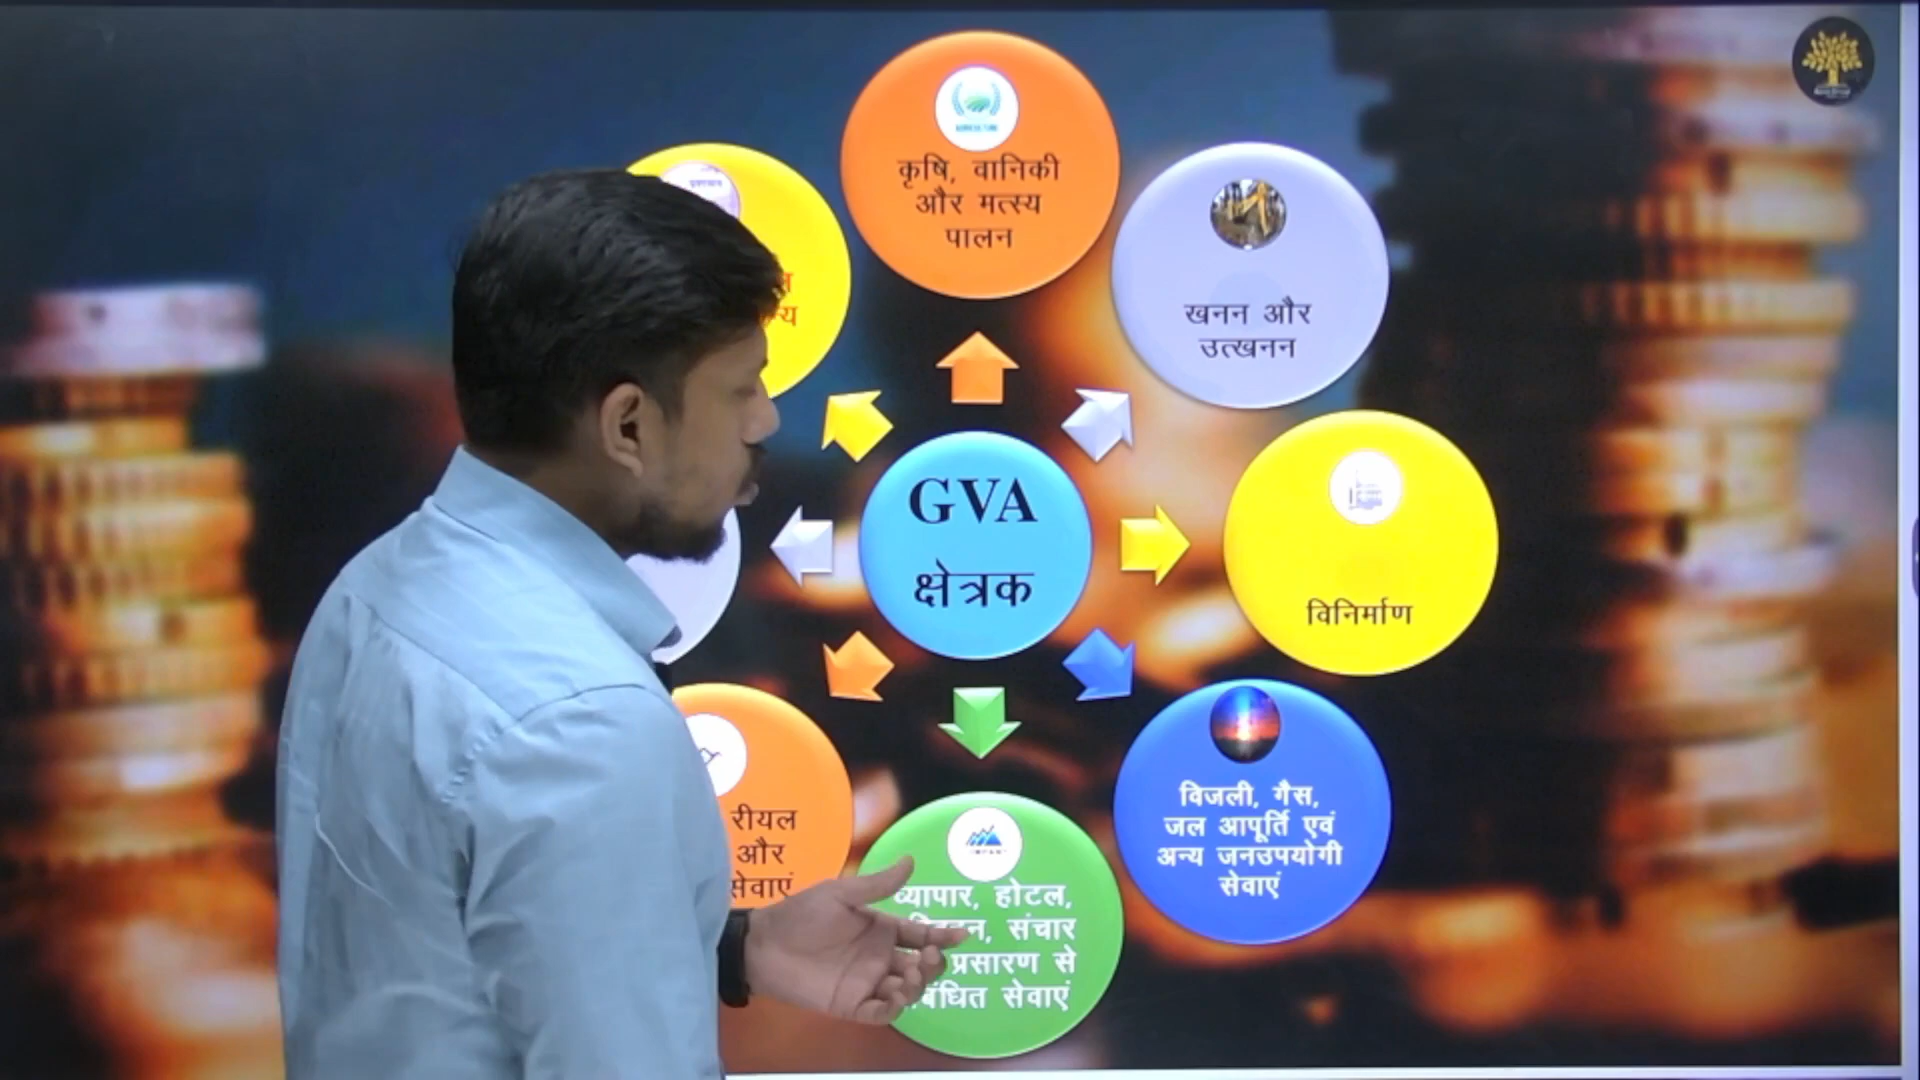 कृषि, वानिकी
और मत्स्य
पालन
खनन और
उत्खनन
GVA
क्षेत्रक
विनिर्माण
विजली, गैस,
जल आपूर्ति एवं
अन्य जनउपयोगी
सेवाएं
व्यापार, होटल,
संचार
प्रसारण से
सेवाएं
रीयल
और
सेवाएं